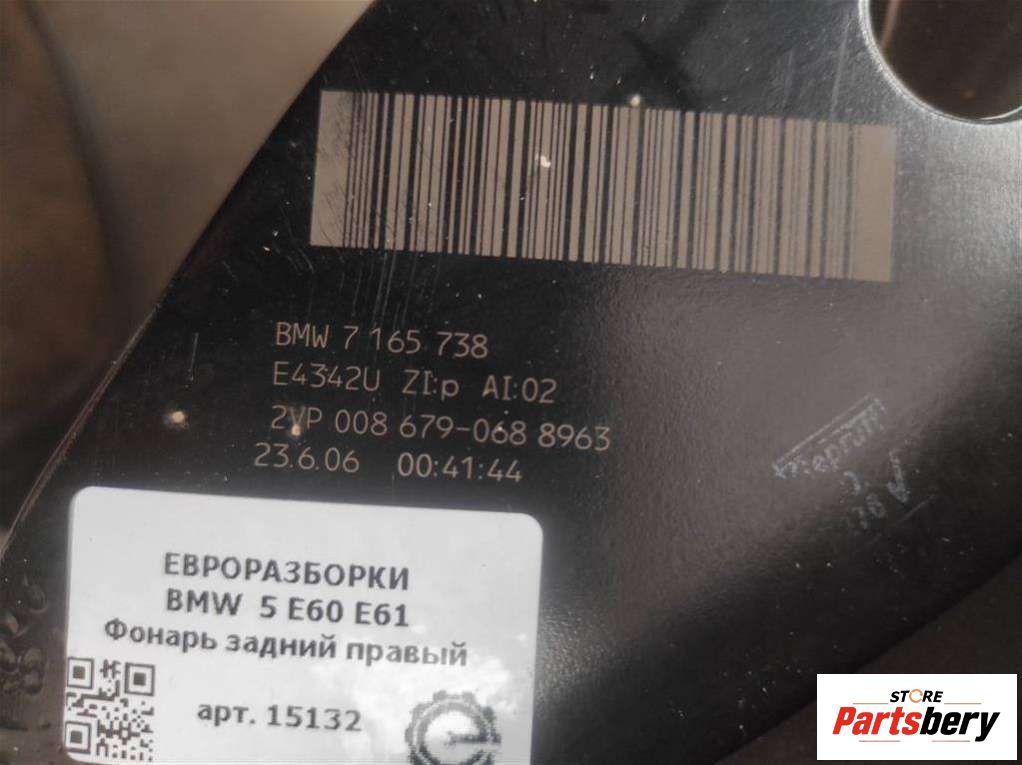 BMW 7 165 738
E4342U ZI:p AI:02
2VP 008 679-068 8963
23.6.06 00:41:44
ЕВРОРАЗБОРКИ
BMW 5 E60 E61
Фонарь задний правый
арт. 15132
STORE
Partsbery